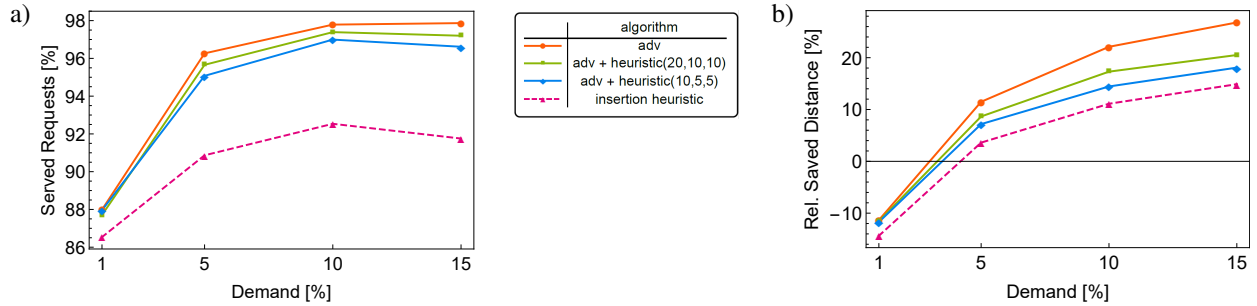 a)
Served Requests [%]
98
96
94
92
90
88
86
1 5 10 15
Demand [%]
algorithm
adv
adv + heuristic(20,10,10)
adv + heuristic(10,5,5)
insertion heuristic
b)
Rel. Saved Distance [%]
20
10
0
−10
1 5 10 15
Demand [%]